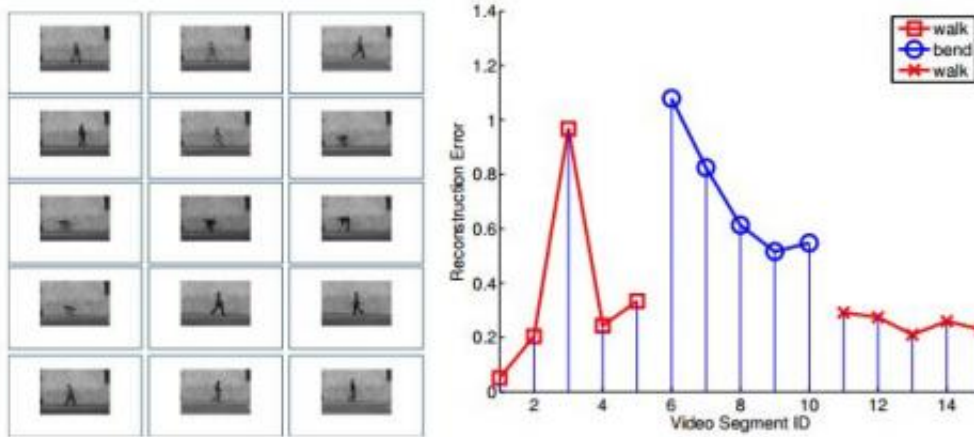 1.4
1.2
1
0.8
0.6
0.4
0.2
0
2 4 6 8 10 12 14
Reconstruction Error
Video Segment ID
walk
bend
walk